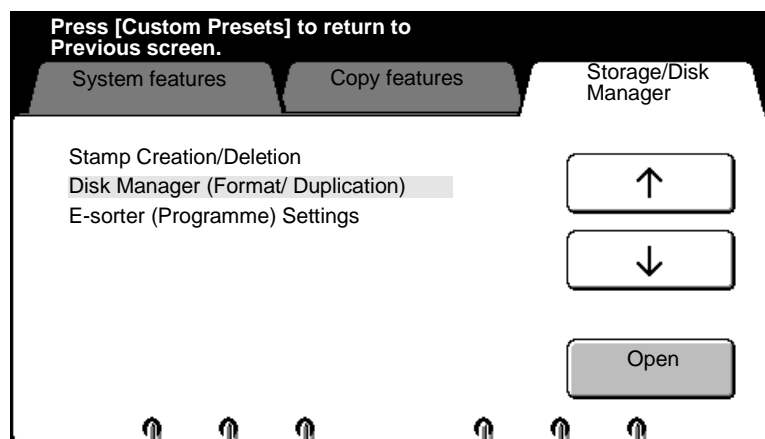 Press [Custom Presets] to return to
Previous screen.
System features
Copy features
Storage/Disk
Manager
Stamp Creation/Deletion
Disk Manager (Format/ Duplication)
E-sorter (Programme) Settings
Open